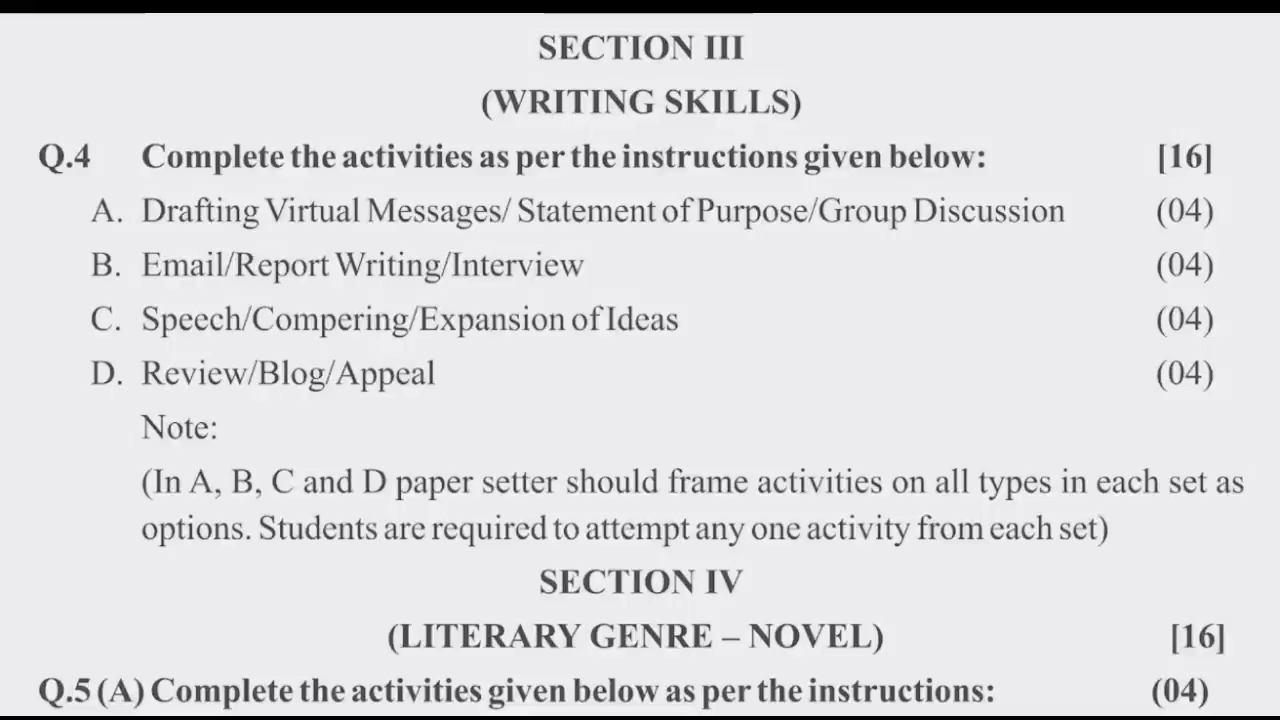 SECTION III
(WRITING SKILLS)
Q.4 Complete the activities as per the instructions given below: [16]
A. Drafting Virtual Messages/ Statement of Purpose/Group Discussion (04)
B. Email/Report Writing/Interview (04)
C. Speech/Compering/Expansion of Ideas (04)
D. Review/Blog/Appeal (04)
Note:
(In A, B, C and D paper setter should frame activities on all types in each set as
options. Students are required to attempt any one activity from each set)
SECTION IV
(LITERARY GENRE – NOVEL) [16]
Q.5 (A) Complete the activities given below as per the instructions: (04)